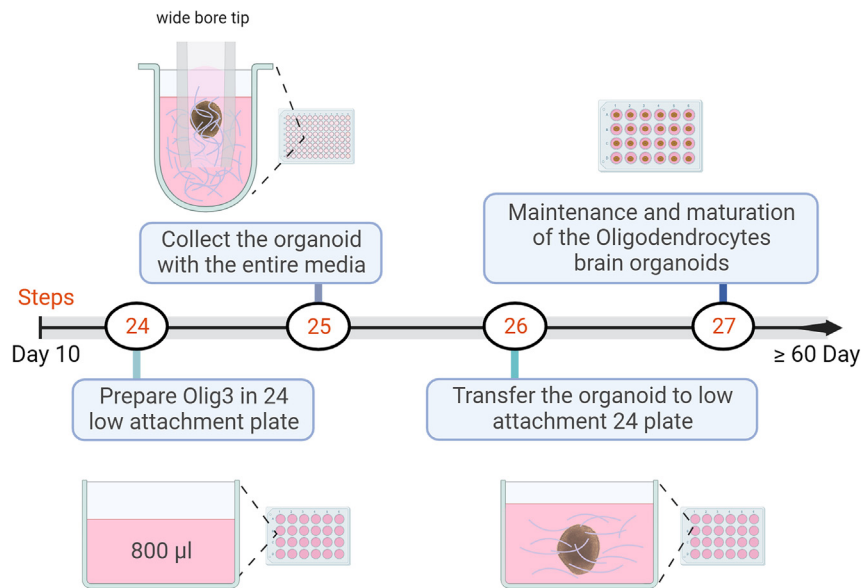 wide bore tip
Collect the organoid
with the entire media
Maintenance and maturation
of the Oligodendrocytes
brain organoids
Steps
24
25
26
27
Day 10
≥ 60 Day
Prepare Olig3 in 24
low attachment plate
Transfer the organoid to low
attachment 24 plate
800 µl